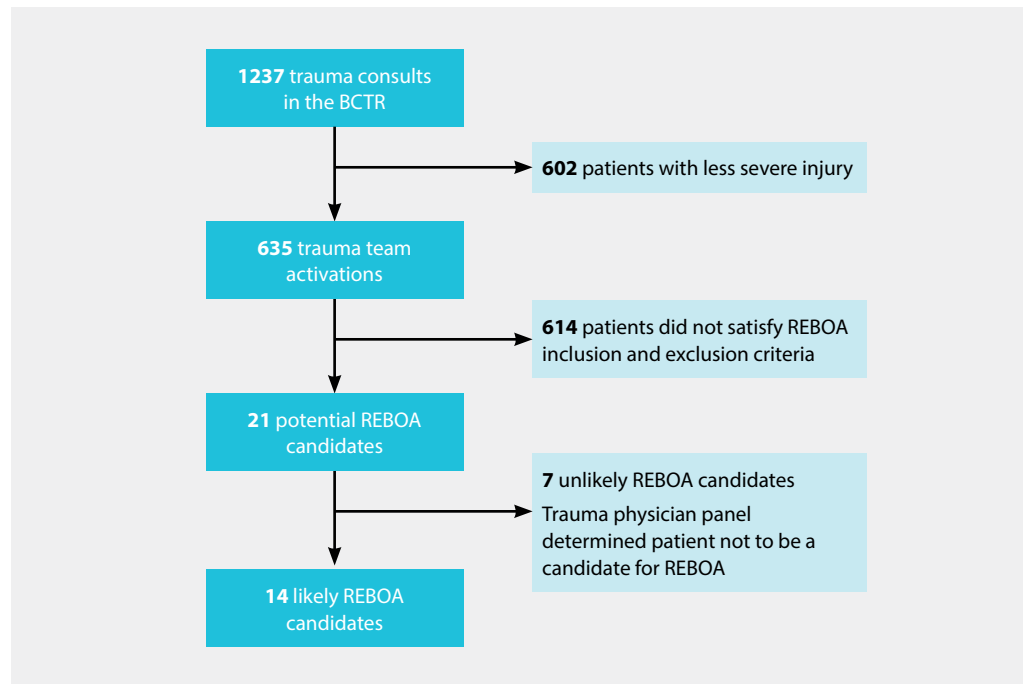 1237 trauma consults
in the BCTR
602 patients with less severe injury
635 trauma team
activations
614 patients did not satisfy REBOA
inclusion and exclusion criteria
21 potential REBOA
candidates
7 unlikely REBOA candidates
Trauma physician panel
determined patient not to be a
candidate for REBOA
14 likely REBOA
candidates